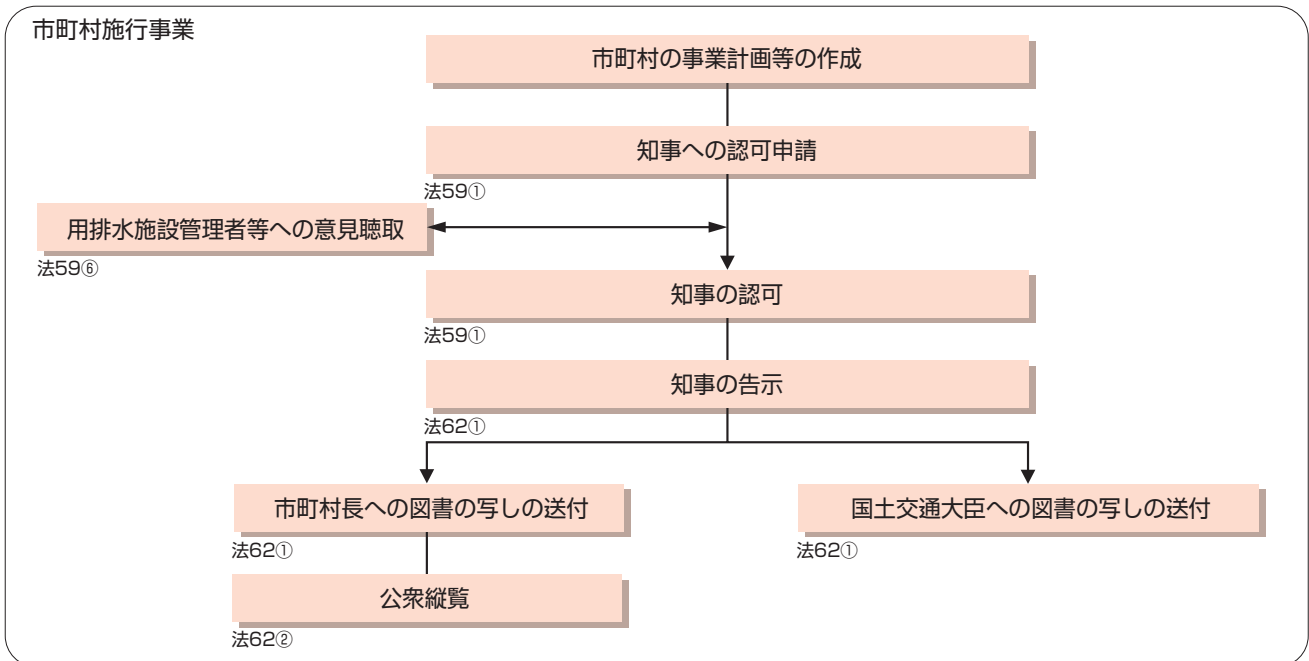 市町村施行事業
市町村の事業計画等の作成
知事への認可申請
法59①
用排水施設管理者等への意見聴取
法59⑥
知事の認可
法59①
知事の告示
法62①
市町村長への図書の写しの送付
法62①
国土交通大臣への図書の写しの送付
法62①
公衆縦覧
法62②